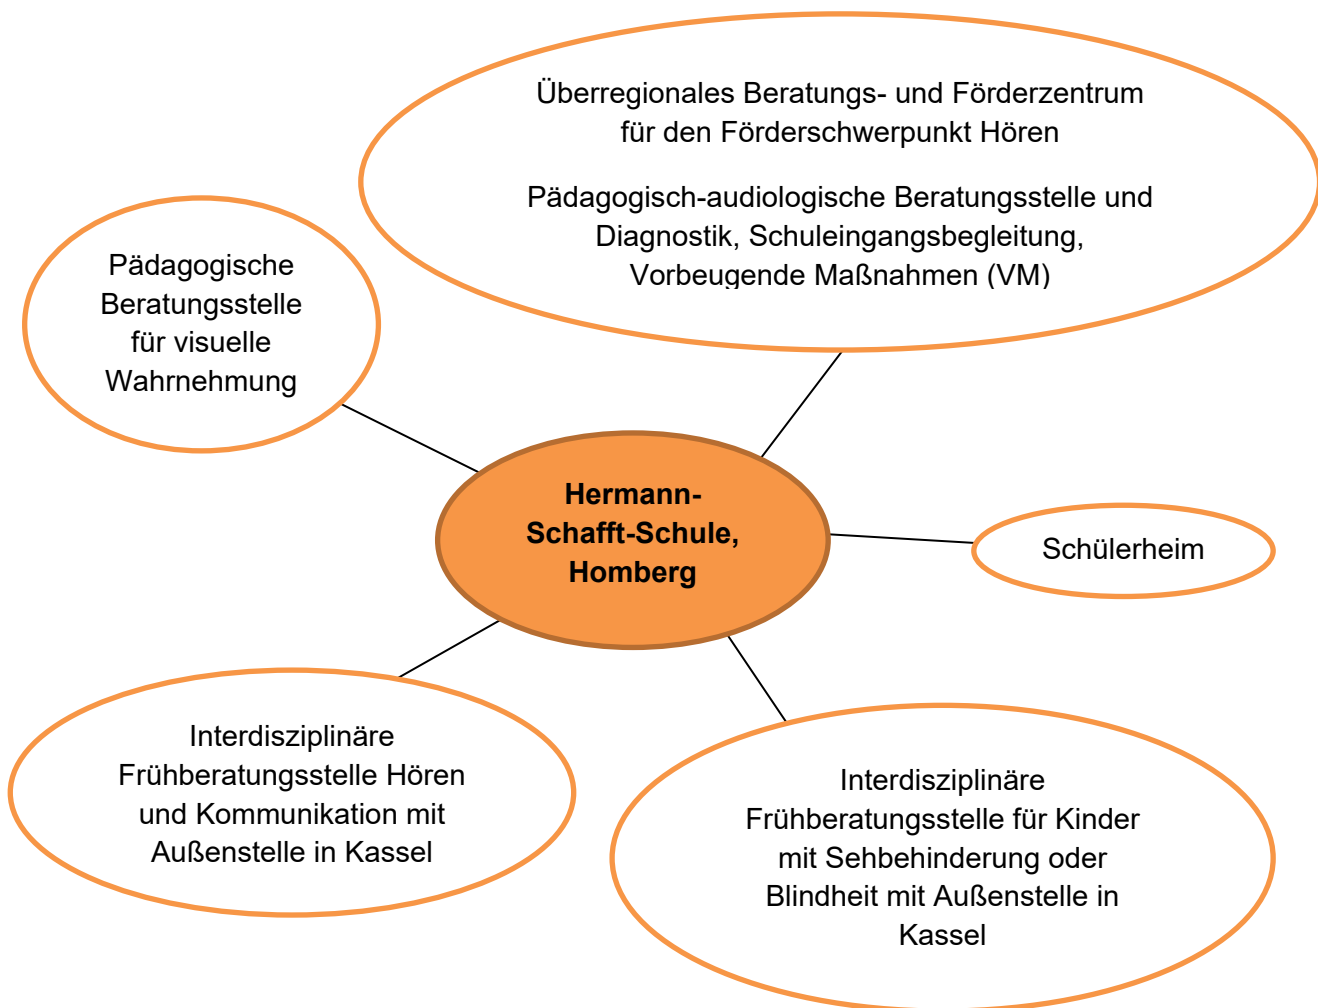 Überregionales Beratungs- und Förderzentrum
für den Förderschwerpunkt Hören
Pädagogisch-audiologische Beratungsstelle und
Diagnostik, Schuleingangsbegleitung,
Vorbeugende Maßnahmen (VM)
Pädagogische
Beratungsstelle
für visuelle
Wahrnehmung
Hermann-
Schafft-Schule,
Homberg
Schülerheim
Interdisziplinäre
Frühberatungsstelle Hören
und Kommunikation mit
Außenstelle in Kassel
Interdisziplinäre
Frühberatungsstelle für Kinder
mit Sehbehinderung oder
Blindheit mit Außenstelle in
Kassel